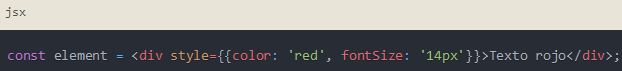 jsx
const element = <div style={{color: 'red', fontSize: '14px'}}>Texto rojo</div>;